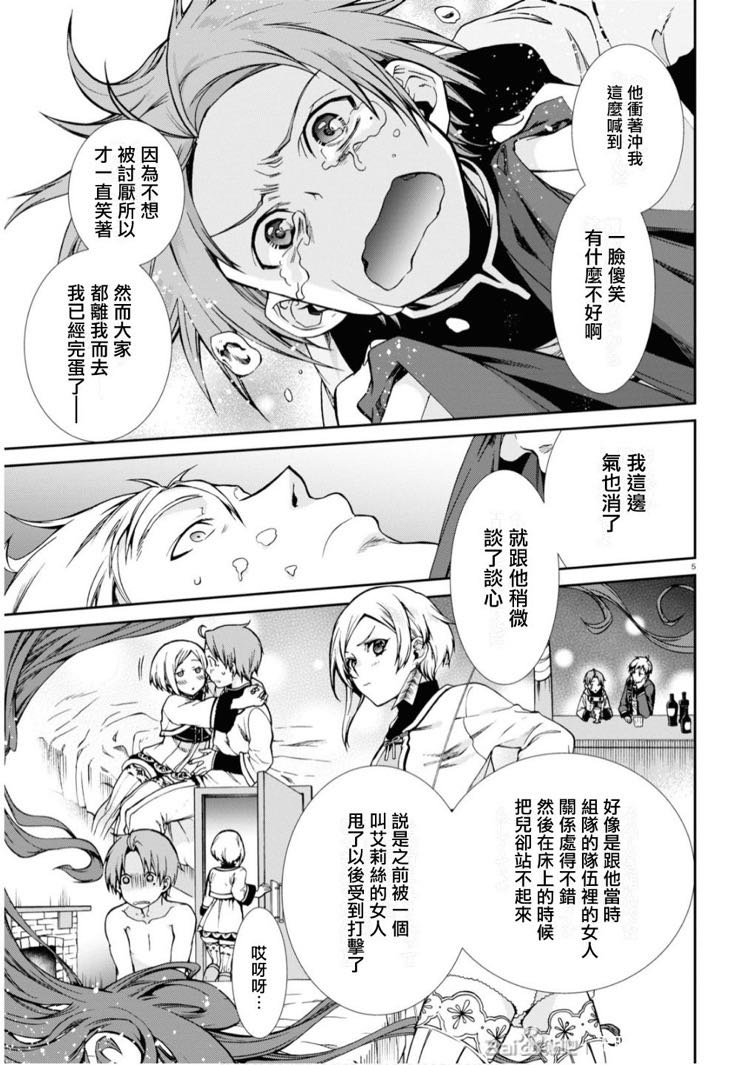 他衝著沖我
這麼喊到
一臉傻笑
有什麼不好啊
因為不想
被討厭所以
才一直笑著
然而大家
都離我而去
我已經完蛋了—
我這邊
氣也消了
就跟他稍微
談了談心
5
好像是跟他當時
組隊的隊伍裡的女人
關係處得不錯
然後在床上的時候
把兒卻站不起來
説是之前被一個
叫艾莉絲的女人
甩了以後受到打擊了
哎呀呀…